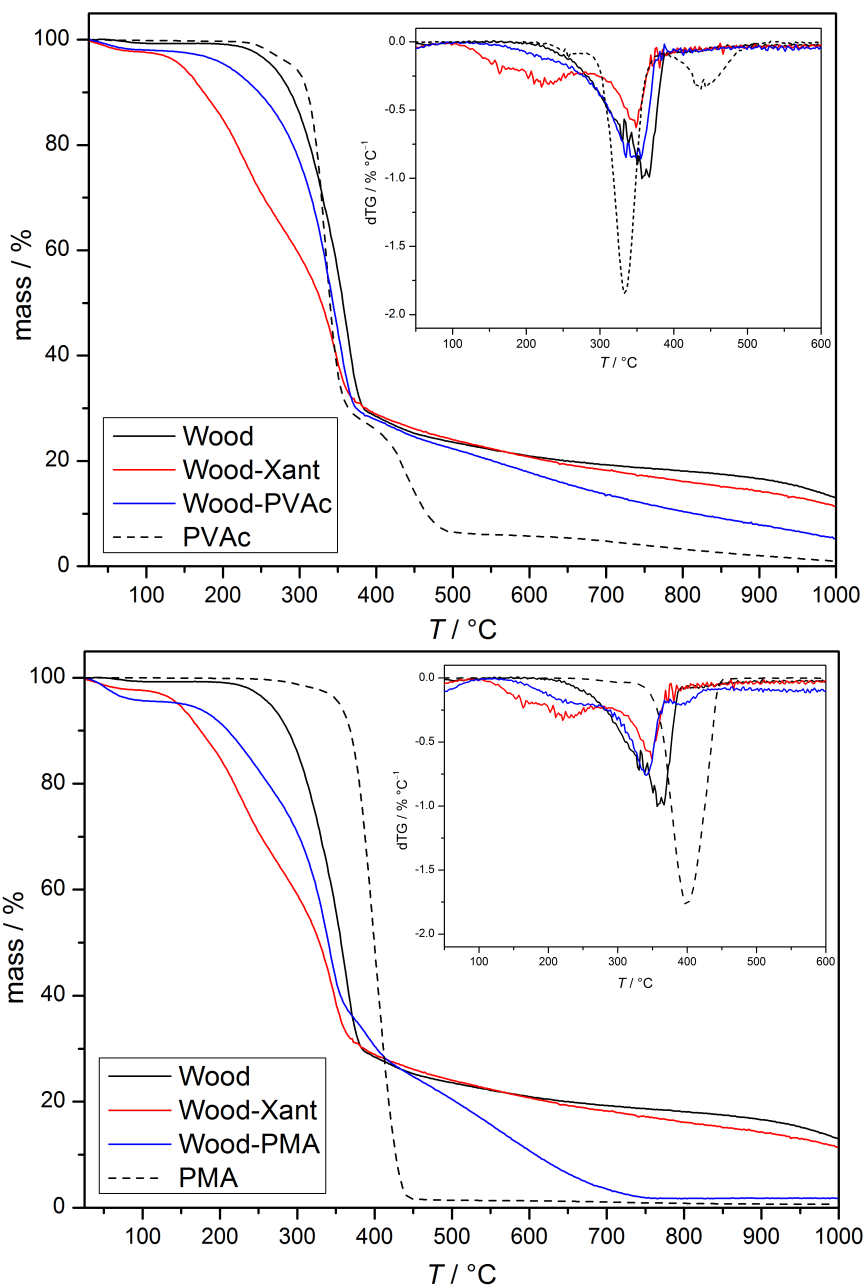 100
80
60
40
20
0
mass / %
100 200 300 400 500 600 700 800 900 1000
T / °C
Wood
Wood-Xant
Wood-PVAc
PVAc
0.0
-0.5
-1.0
-1.5
-2.0
dTG / % °C⁻¹
100 200 300 400 500 600
T / °C
100
80
60
40
20
0
mass / %
100 200 300 400 500 600 700 800 900 1000
T / °C
Wood
Wood-Xant
Wood-PMA
PMA
0.0
-0.5
-1.0
-1.5
-2.0
dTG / % °C⁻¹
100 200 300 400 500 600
T / °C